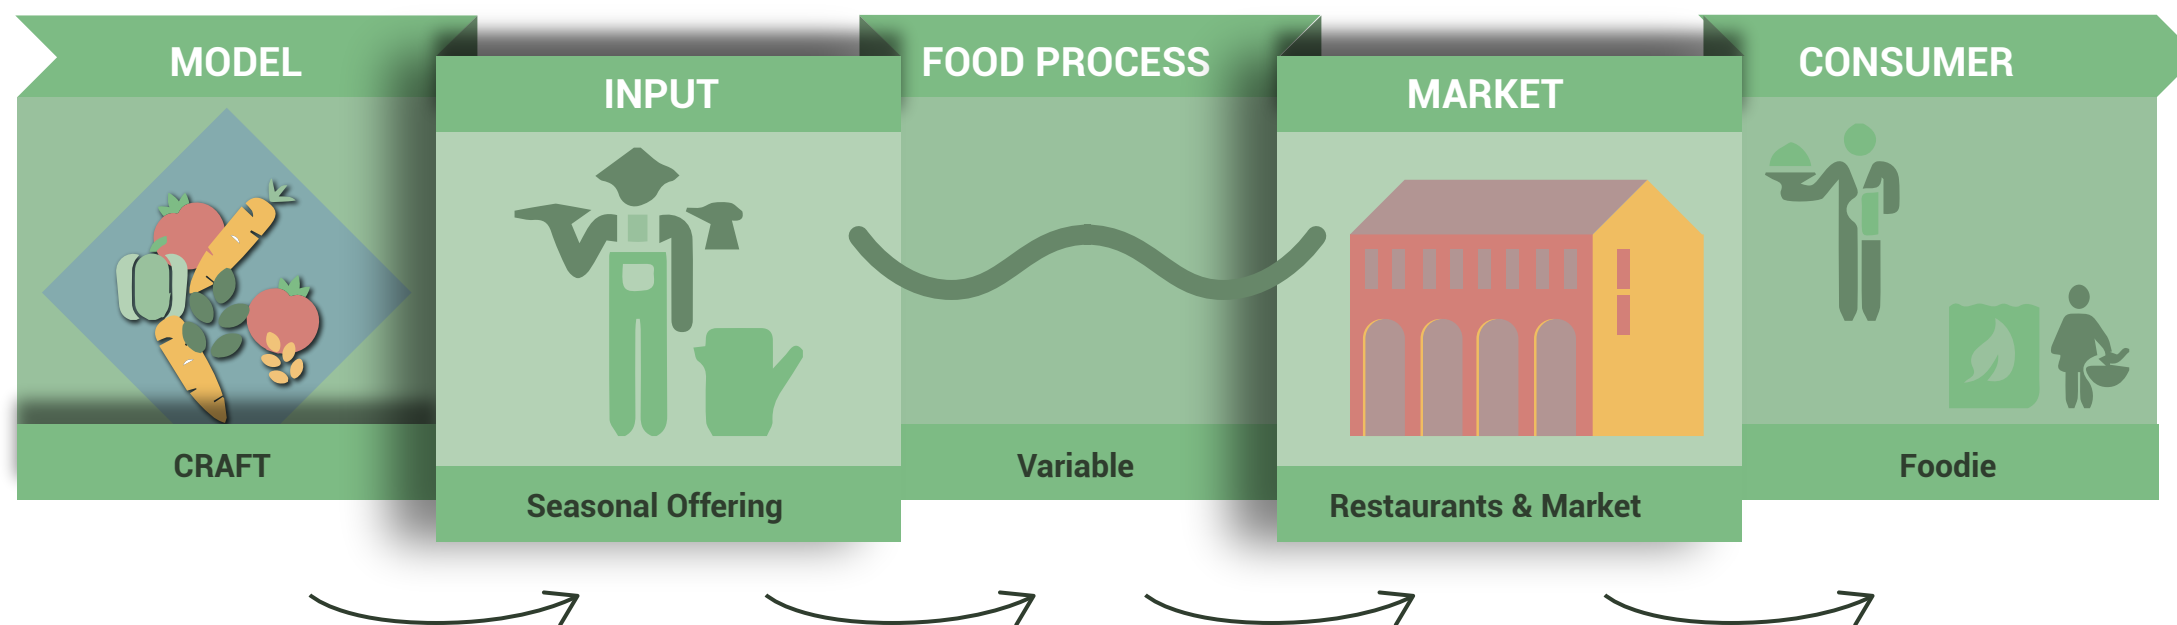 MODEL
INPUT
FOOD PROCESS
MARKET
CONSUMER
CRAFT
Seasonal Offering
Variable
Restaurants & Market
Foodie